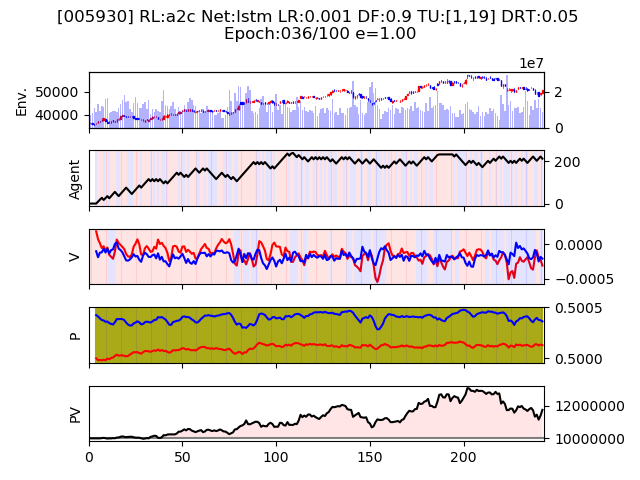 [005930] RL:a2c Net:lstm LR:0.001 DF:0.9 TU:[1,19] DRT:0.05
Epoch:036/100 e=1.00
1e7
Env.
50000
40000
2
0
Agent
200
0
V
0.0000
−0.0005
P
0.5005
0.5000
PV
12000000
10000000
0
50
100
150
200